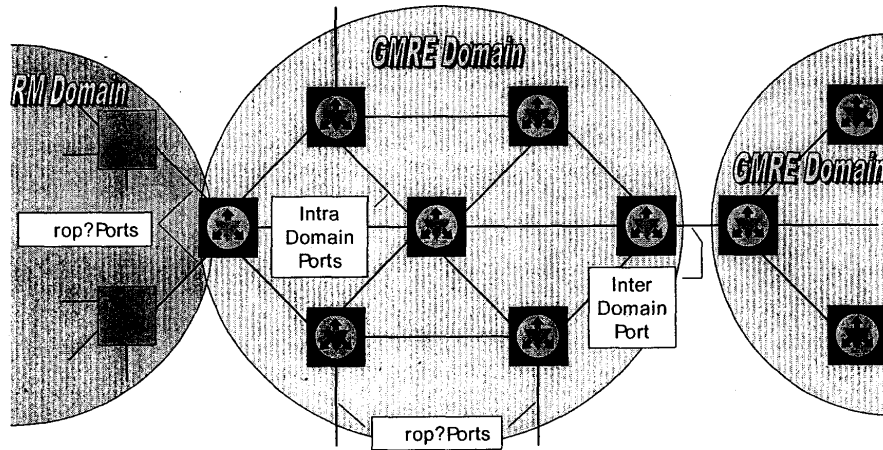 GMRE Domain
RM Domain
GMRE Domain
rop?Ports
Intra
Domain
Ports
Inter
Domain
Port
rop?Ports